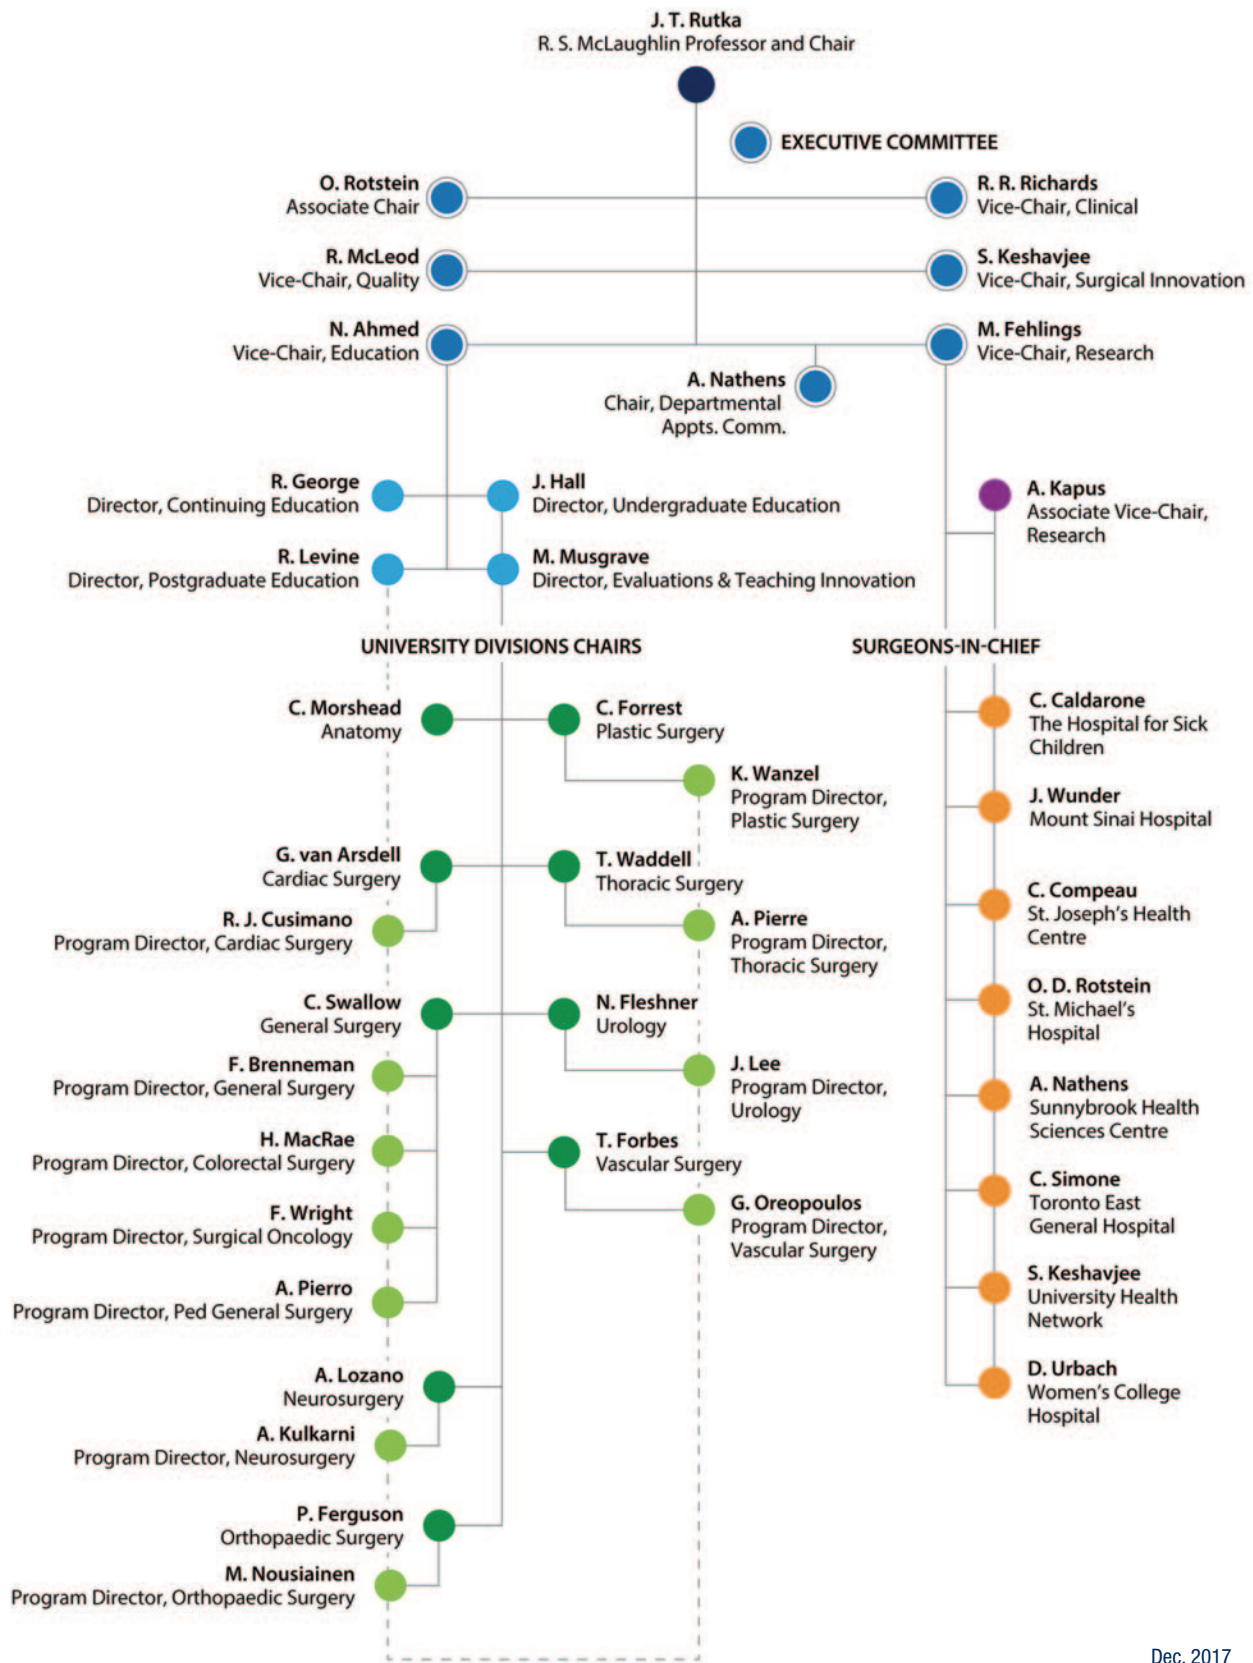 J. T. Rutka
R. S. McLaughlin Professor and Chair
EXECUTIVE COMMITTEE
O. Rotstein
Associate Chair
R. R. Richards
Vice-Chair, Clinical
R. McLeod
Vice-Chair, Quality
S. Keshavjee
Vice-Chair, Surgical Innovation
N. Ahmed
Vice-Chair, Education
M. Fehlings
Vice-Chair, Research
A. Nathens
Chair, Departmental
Appts. Comm.
R. George
Director, Continuing Education
J. Hall
Director, Undergraduate Education
A. Kapus
Associate Vice-Chair,
Research
R. Levine
Director, Postgraduate Education
M. Musgrave
Director, Evaluations & Teaching Innovation
UNIVERSITY DIVISIONS CHAIRS
C. Morshead
Anatomy
C. Forrest
Plastic Surgery
K. Wanzel
Program Director,
Plastic Surgery
G. van Arsdell
Cardiac Surgery
T. Waddell
Thoracic Surgery
R. J. Cusimano
Program Director, Cardiac Surgery
A. Pierre
Program Director,
Thoracic Surgery
C. Swallow
General Surgery
N. Fleshner
Urology
F. Brenneman
Program Director, General Surgery
J. Lee
Program Director,
Urology
H. MacRae
Program Director, Colorectal Surgery
T. Forbes
Vascular Surgery
F. Wright
Program Director, Surgical Oncology
G. Oreopoulos
Program Director,
Vascular Surgery
A. Pierro
Program Director, Ped General Surgery
A. Lozano
Neurosurgery
A. Kulkarni
Program Director, Neurosurgery
P. Ferguson
Orthopaedic Surgery
M. Nousiainen
Program Director, Orthopaedic Surgery
SURGEONS-IN-CHIEF
C. Caldarone
The Hospital for Sick
Children
J. Wunder
Mount Sinai Hospital
C. Compeau
St. Joseph's Health
Centre
O. D. Rotstein
St. Michael's
Hospital
A. Nathens
Sunnybrook Health
Sciences Centre
C. Simone
Toronto East
General Hospital
S. Keshavjee
University Health
Network
D. Urbach
Women's College
Hospital
Dec. 2017